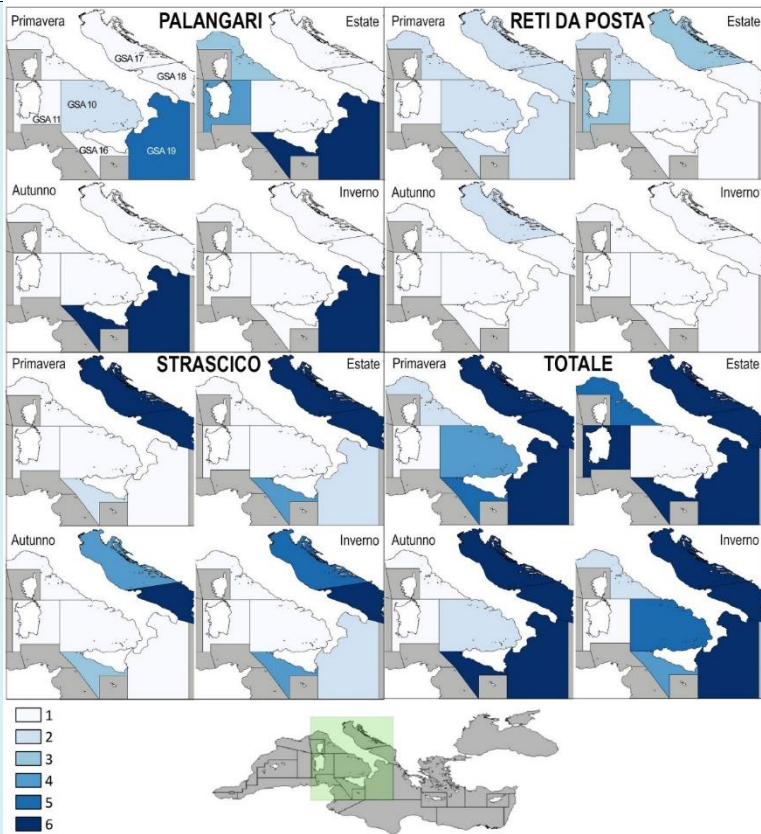 Primavera PALANGARI Estate
GSA 17
GSA 18
GSA 10
GSA 11
GSA 16
GSA 19
Autunno Inverno
Primavera RETI DA POSTA Estate
Autunno Inverno
Primavera STRASCICO Estate
Autunno Inverno
Primavera TOTALE Estate
Autunno Inverno
1
2
3
4
5
6